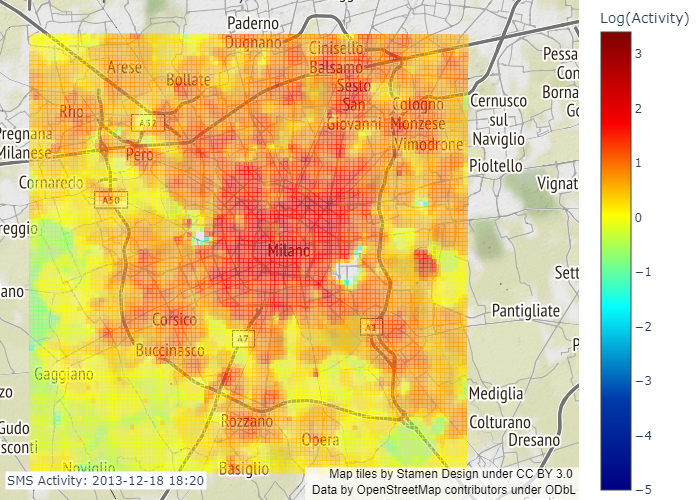 Paderno
Dugnano
Cinisello
Balsamo
Log(Activity)
Arese
Bollate
Sesto
San
Giovanni
Pessa
Con
Borna
Go
Rho
A52
Cologno
Monzese
Cernusco
sul
Naviglio
Pregnana
Milanese
Pero
Vimodrone
Pioltello
Cornaredo
A50
Vignat
reggio
Milano
Sett
ano
Corsico
A7
Pantigliate
Buccinasco
Gaggiano
Mediglia
zo
Rozzano
Colturano
Gudo
sconti
Opera
Dresano
Noviglio
Basiglio
SMS Activity: 2013-12-18 18:20
Map tiles by Stamen Design under CC BY 3.0
Data by OpenStreetMap contributors under ODbL
3
2
1
0
−1
−2
−3
−4
−5